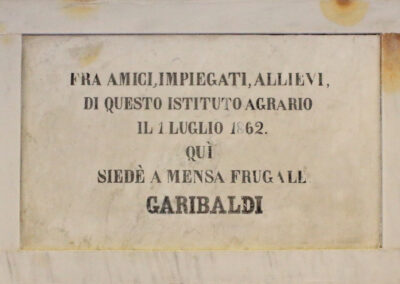 FRA AMICI, IMPIEGATI, ALLIEVI,
DI QUESTO ISTITUTO AGRARIO
IL 1 LUGLIO 1862.
QUÌ
SIEDÈ A MENSA FRUGALE
GARIBALDI